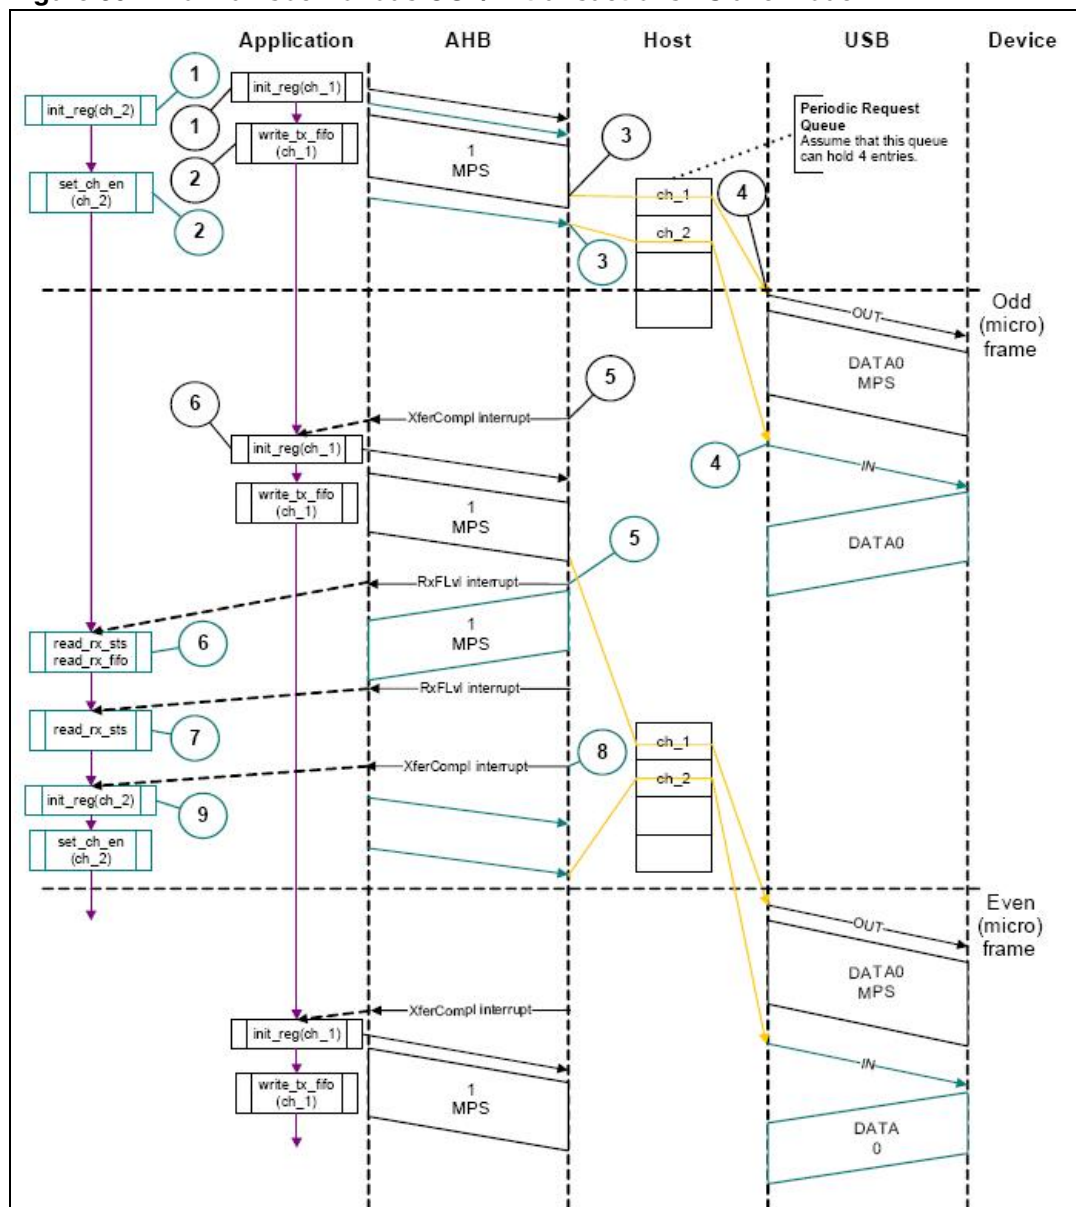 Application AHB Host USB Device
1
init_reg(ch_2)
init_reg(ch_1)
1
write_tx_fifo
(ch_1)
2
set_ch_en
(ch_2)
2
1
MPS
3
Periodic Request
Queue
Assume that this queue
can hold 4 entries.
ch_1
4
ch_2
3
Odd
(micro)
frame
OUT
DATA0
MPS
5
6
XferCompl interrupt
init_reg(ch_1)
4
IN
write_tx_fifo
(ch_1)
1
MPS
5
DATA0
RxFLvl interrupt
read_rx_sts
read_rx_fifo
6
1
MPS
RxFLvl interrupt
read_rx_sts
7
ch_1
8
XferCompl interrupt
ch_2
init_reg(ch_2)
9
set_ch_en
(ch_2)
Even
(micro)
frame
OUT
DATA0
MPS
XferCompl interrupt
init_reg(ch_1)
IN
write_tx_fifo
(ch_1)
1
MPS
DATA
0